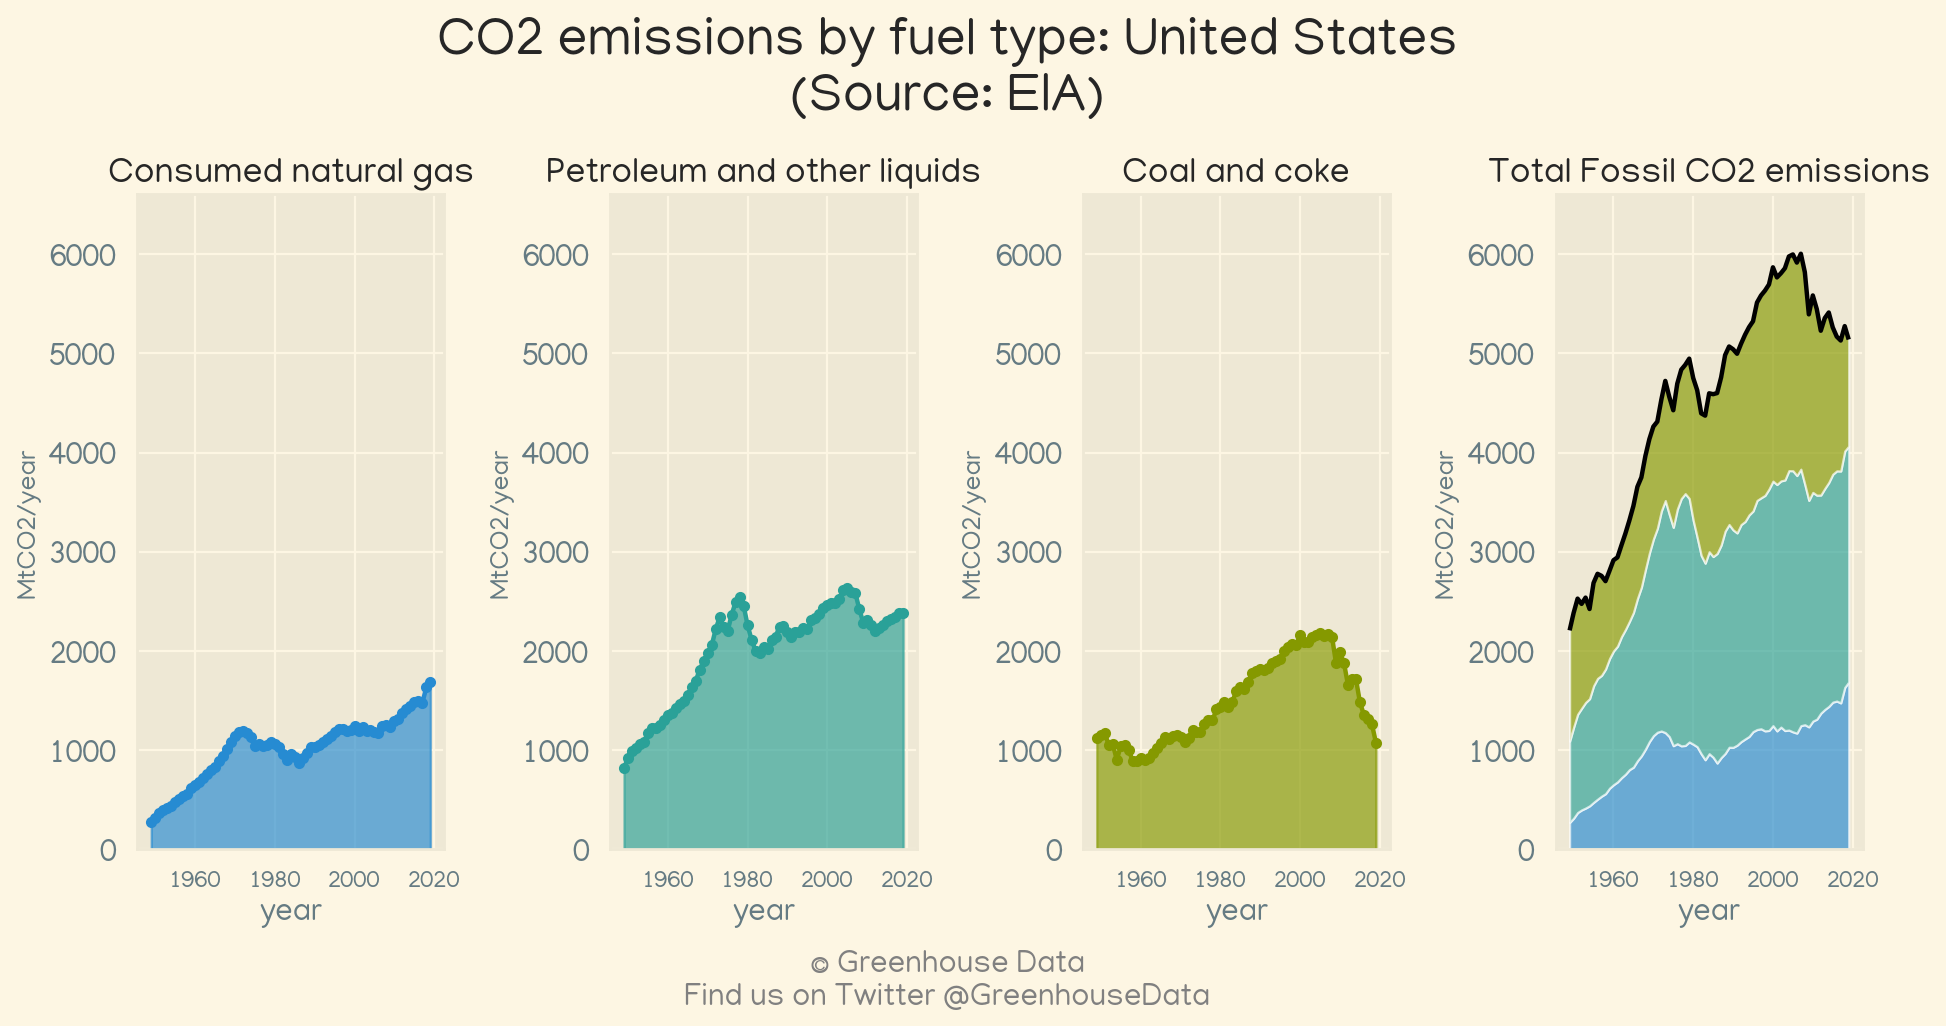 CO2 emissions by fuel type: United States
(Source: EIA)
Consumed natural gas
Petroleum and other liquids
Coal and coke
Total Fossil CO2 emissions
MtCO2/year
6000
5000
4000
3000
2000
1000
0
1960 1980 2000 2020
year
MtCO2/year
6000
5000
4000
3000
2000
1000
0
1960 1980 2000 2020
year
MtCO2/year
6000
5000
4000
3000
2000
1000
0
1960 1980 2000 2020
year
MtCO2/year
6000
5000
4000
3000
2000
1000
0
1960 1980 2000 2020
year
© Greenhouse Data
Find us on Twitter @GreenhouseData